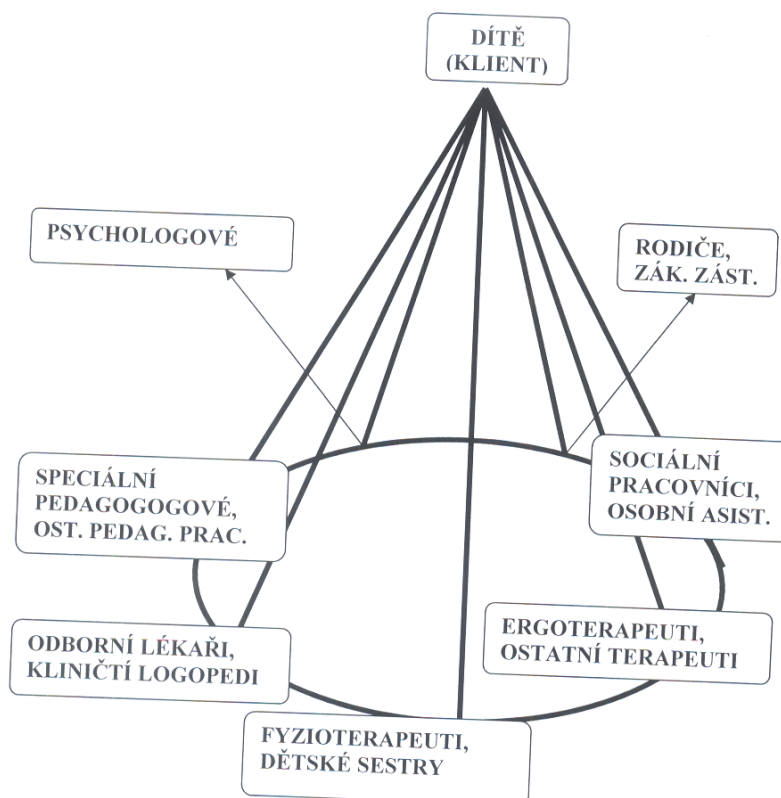 DÍTĚ
(KLIENT)
PSYCHOLOGOVÉ
RODIČE,
ZÁK. ZÁST.
SPECIÁLNÍ
PEDAGOGOGOVÉ,
OST. PEDAG. PRAC.
SOCIÁLNÍ
PRACOVNÍCI,
OSOBNÍ ASIST.
ODBORNÍ LÉKAŘI,
KLINIČTÍ LOGOPEDI
ERGOTERAPEUTI,
OSTATNÍ TERAPEUTI
FYZIOTERAPEUTI,
DĚTSKÉ SESTRY